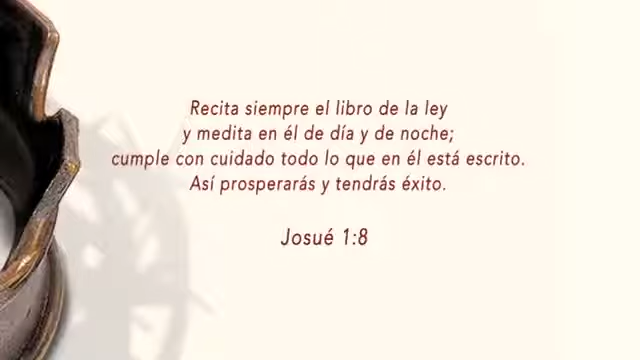 Recita siempre el libro de la ley
y medita en él de día y de noche;
cumple con cuidado todo lo que en él está escrito.
Así prosperarás y tendrás éxito.
Josué 1:8